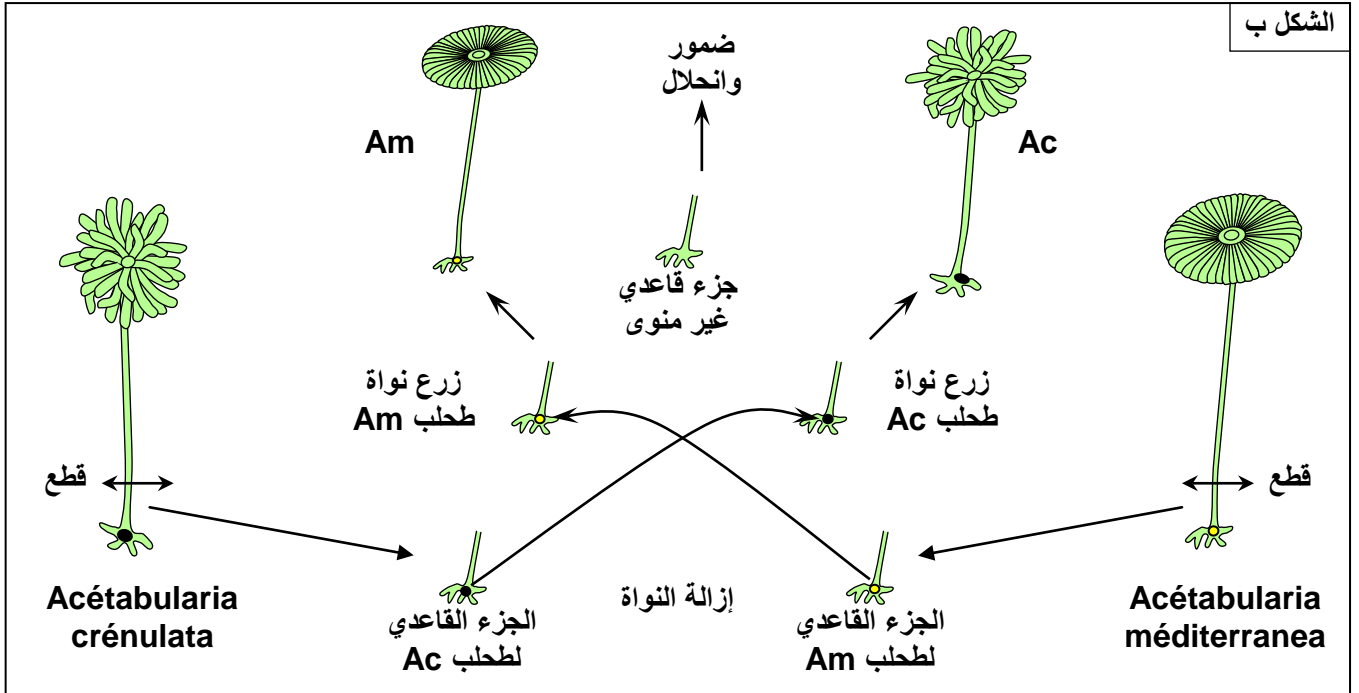 الشكل ب
ضمور
وانحلال
Am
Ac
جزء قاعدي
غير منوى
زرع نواة
طحلب Am
زرع نواة
طحلب Ac
قطع
قطع
إزالة النواة
Acétabularia
crénulata
الجزء القاعدي
لطحلب Ac
الجزء القاعدي
لطحلب Am
Acétabularia
méditerranea